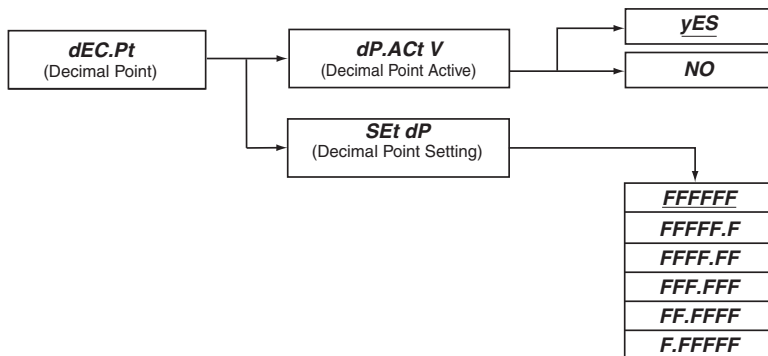 dEC.Pt
(Decimal Point)
dP.ACt V
(Decimal Point Active)
yES
NO
SEt dP
(Decimal Point Setting)
FFFFFF
FFFFF.F
FFFF.FF
FFF.FFF
FF.FFFF
F.FFFFF